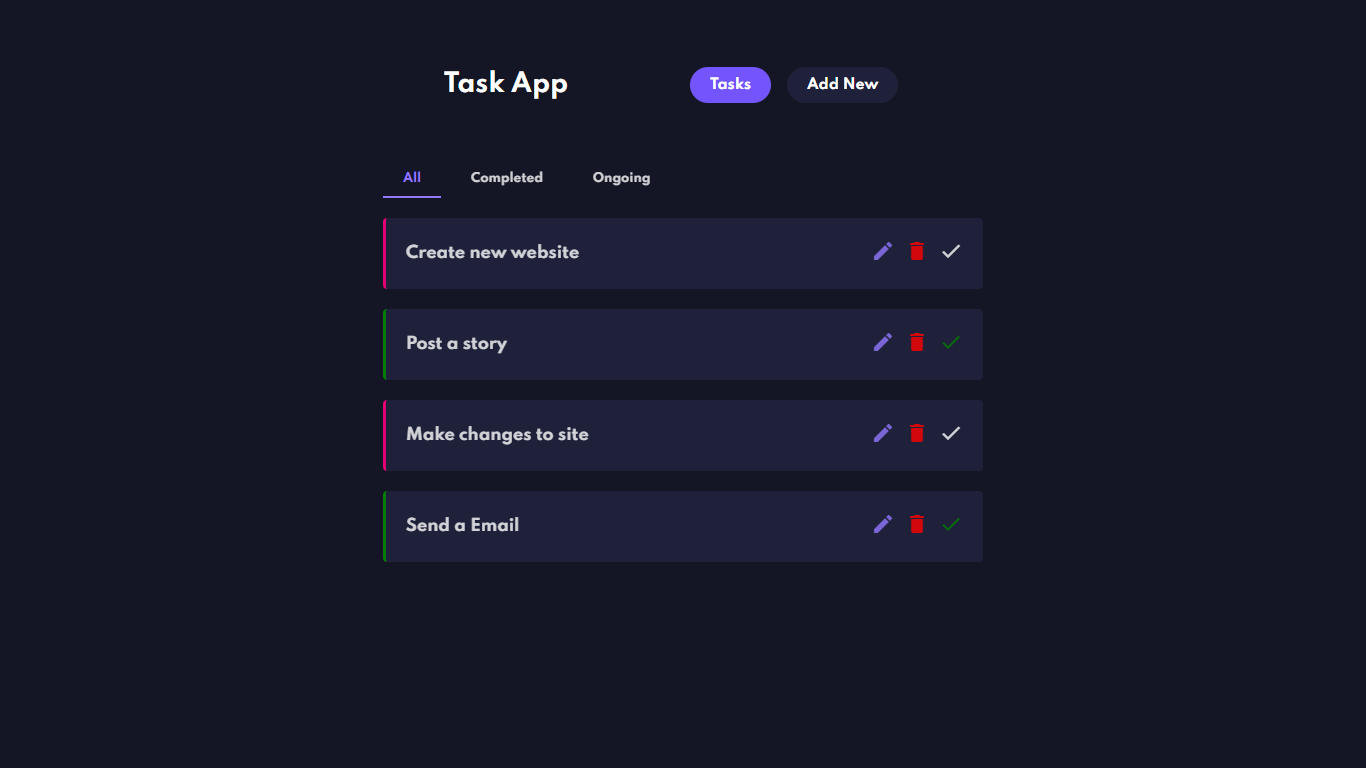 Task App
Tasks
Add New
All
Completed
Ongoing
Create new website
Post a story
Make changes to site
Send a Email